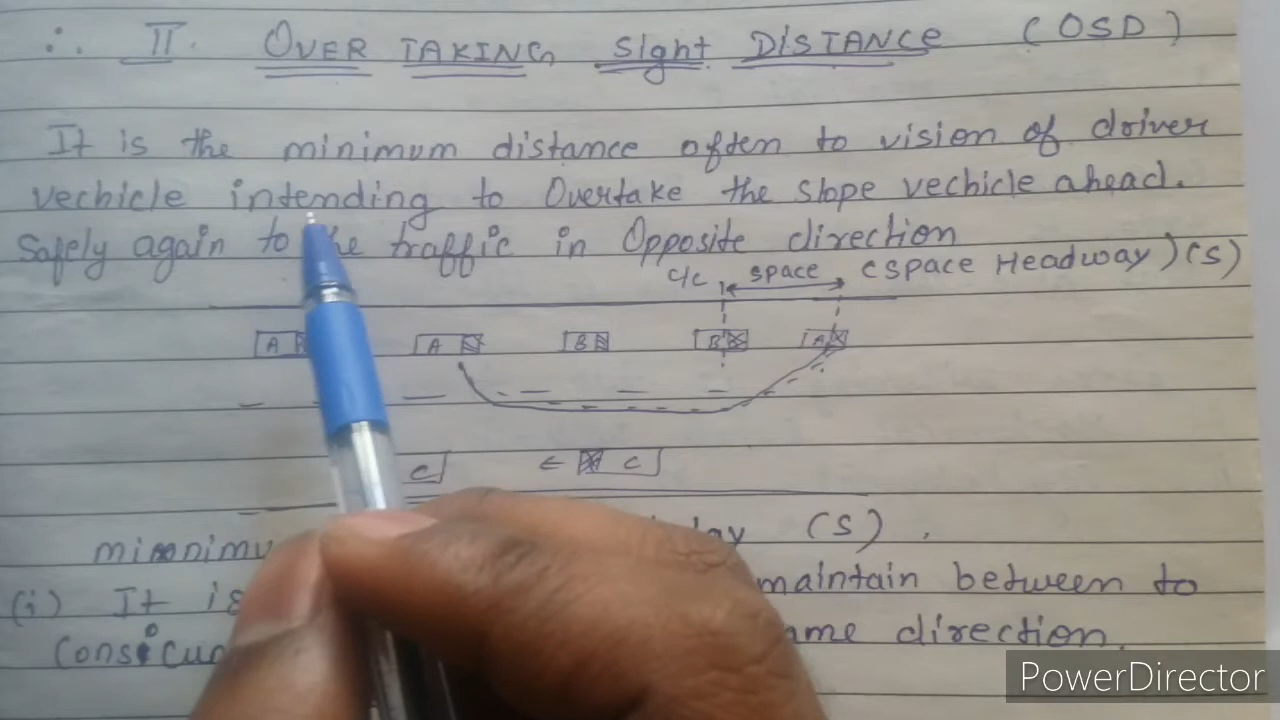 ∴ II. OVER TAKING Sight DISTANCE (OSD)
It is the minimum distance often to vision of driver
vechicle intending to Overtake the slope vechicle ahead.
Safely again to the traffic in Opposite direction
c/c space (SPACE Headway) (S)
A A B B A
C ← C
(S).
(i) It is maintain between to
direction.
PowerDirector